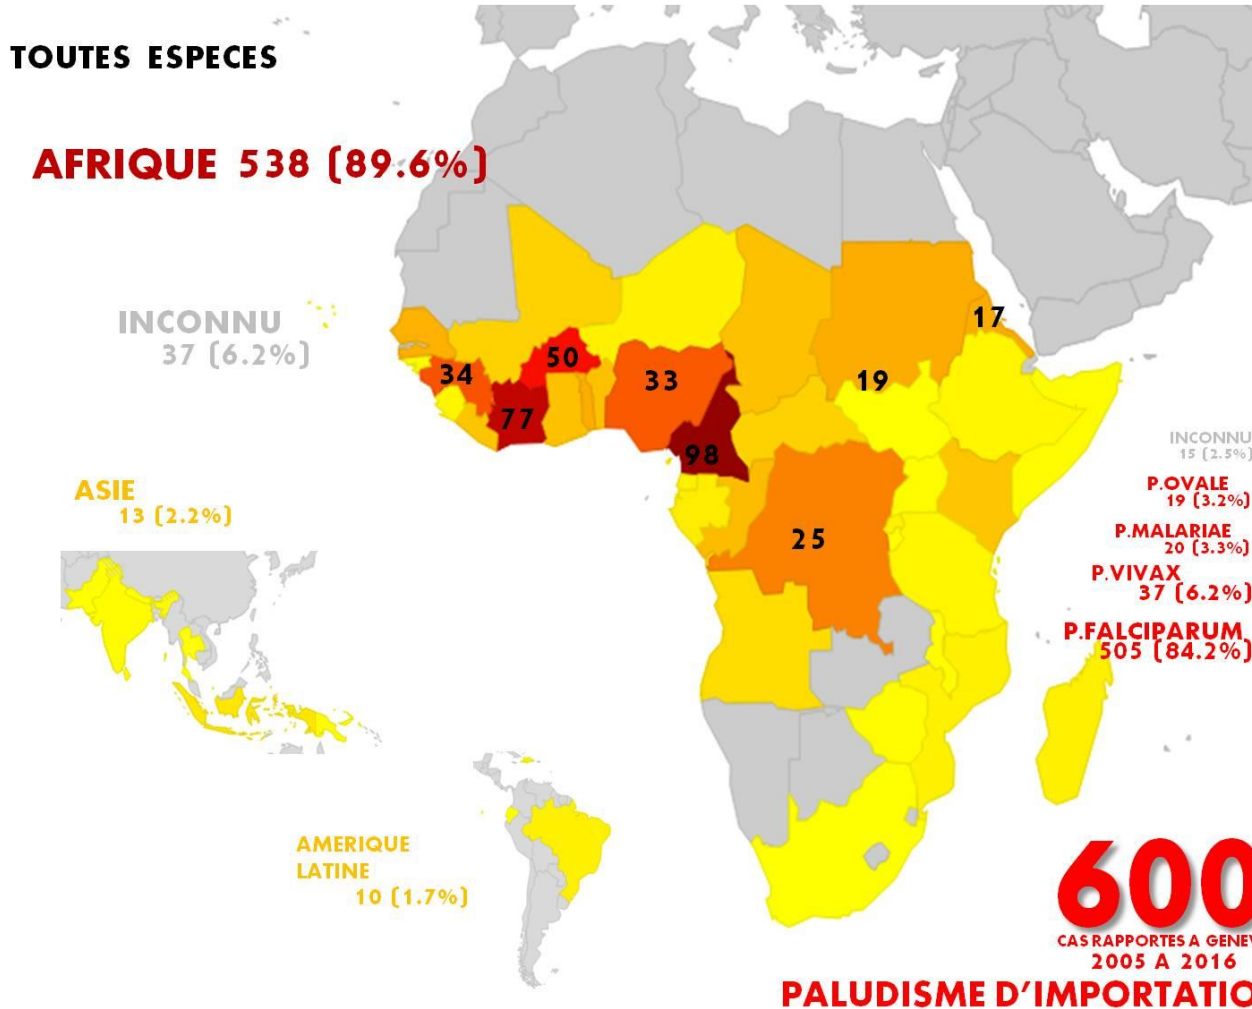 TOUTES ESPECES
AFRIQUE 538 (89.6%)
INCONNU
37 (6.2%)
17
50
34
33
19
77
98
25
INCONNU
15 (2.5%)
P.OVALE
19 (3.2%)
P.MALARIAE
20 (3.3%)
P.VIVAX
37 (6.2%)
P.FALCIPARUM
505 (84.2%)
ASIE
13 (2.2%)
AMERIQUE
LATINE
10 (1.7%)
600
CAS RAPPORTES A GENEV
2005 A 2016
PALUDISME D'IMPORTATIO